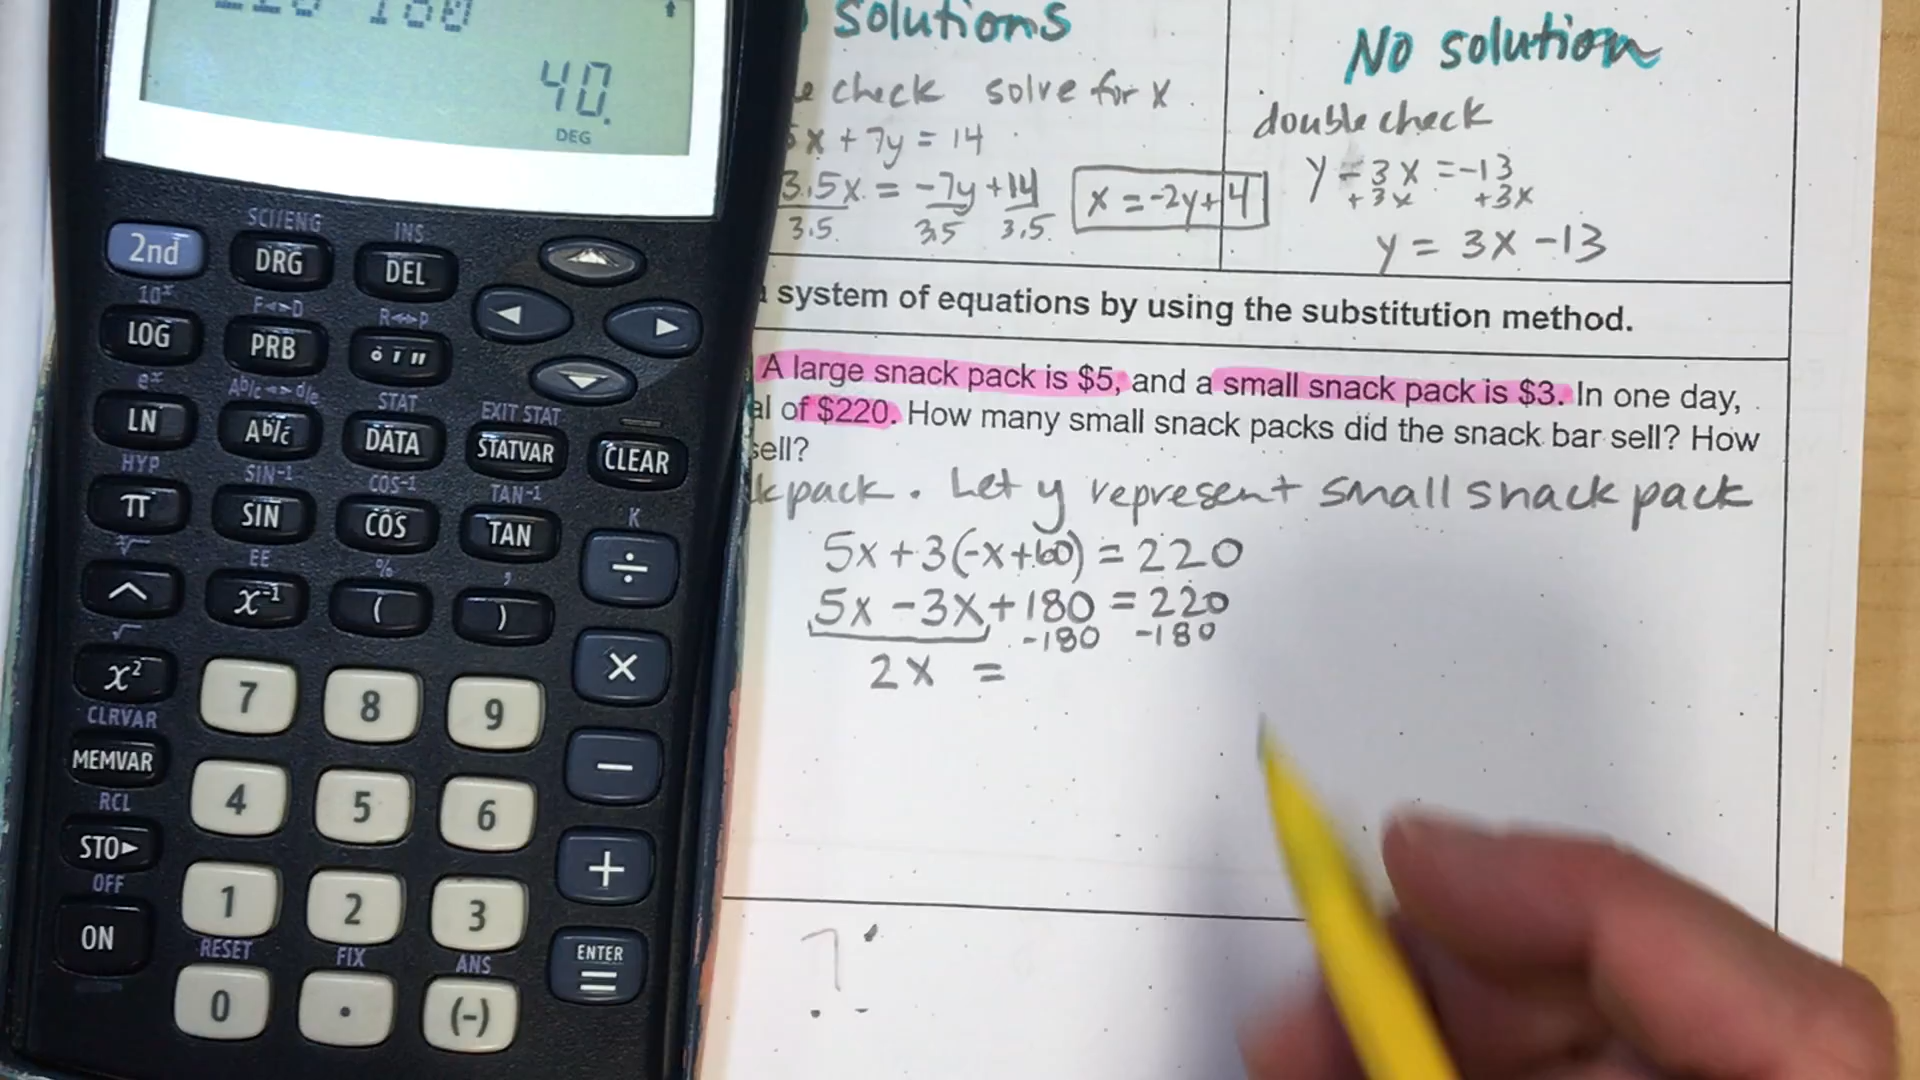 40.
DEG
2nd
SCI/ENG
DRG
INS
DEL
10ˣ
LOG
F◄►D
PRB
R◄►P
° ' "
eˣ
LN
Ab/c◄►d/e
Ab/c
STAT
DATA
EXIT STAT
STATVAR
CLEAR
HYP
π
SIN-1
SIN
COS-1
COS
TAN-1
TAN
K
÷
^
EE
x-1
%
(
,
)
√
x²
7
8
9
×
CLRVAR
MEMVAR
4
5
6
−
RCL
STO►
1
2
3
+
OFF
ON
RESET
0
FIX
.
ANS
(-)
ENTER
=
solutions
check solve for x
x + 7y = 14
3.5x = -7y + 14
3.5 3.5 3.5
x = -2y + 4
No solution
double check
y - 3x = -13
+3x +3x
y = 3x - 13
system of equations by using the substitution method.
A large snack pack is $5, and a small snack pack is $3. In one day,
of $220. How many small snack packs did the snack bar sell? How
sell?
pack. Let y represent small snack pack
5x + 3(-x+60) = 220
5x - 3x + 180 = 220
-180 -180
2x =